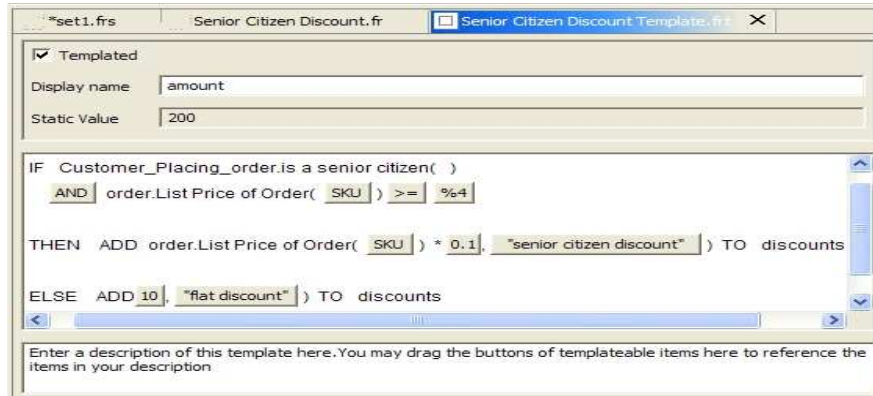 *set1.frs Senior Citizen Discount.fr Senior Citizen Discount Template.frt
Templated
Display name amount
Static Value 200
IF Customer_Placing_order.is a senior citizen( )
AND order.List Price of Order( SKU ) >= %4
THEN ADD order.List Price of Order( SKU ) * 0.1, "senior citizen discount" ) TO discounts
ELSE ADD 10, "flat discount" ) TO discounts
Enter a description of this template here.You may drag the buttons of templateable items here to reference the
items in your description